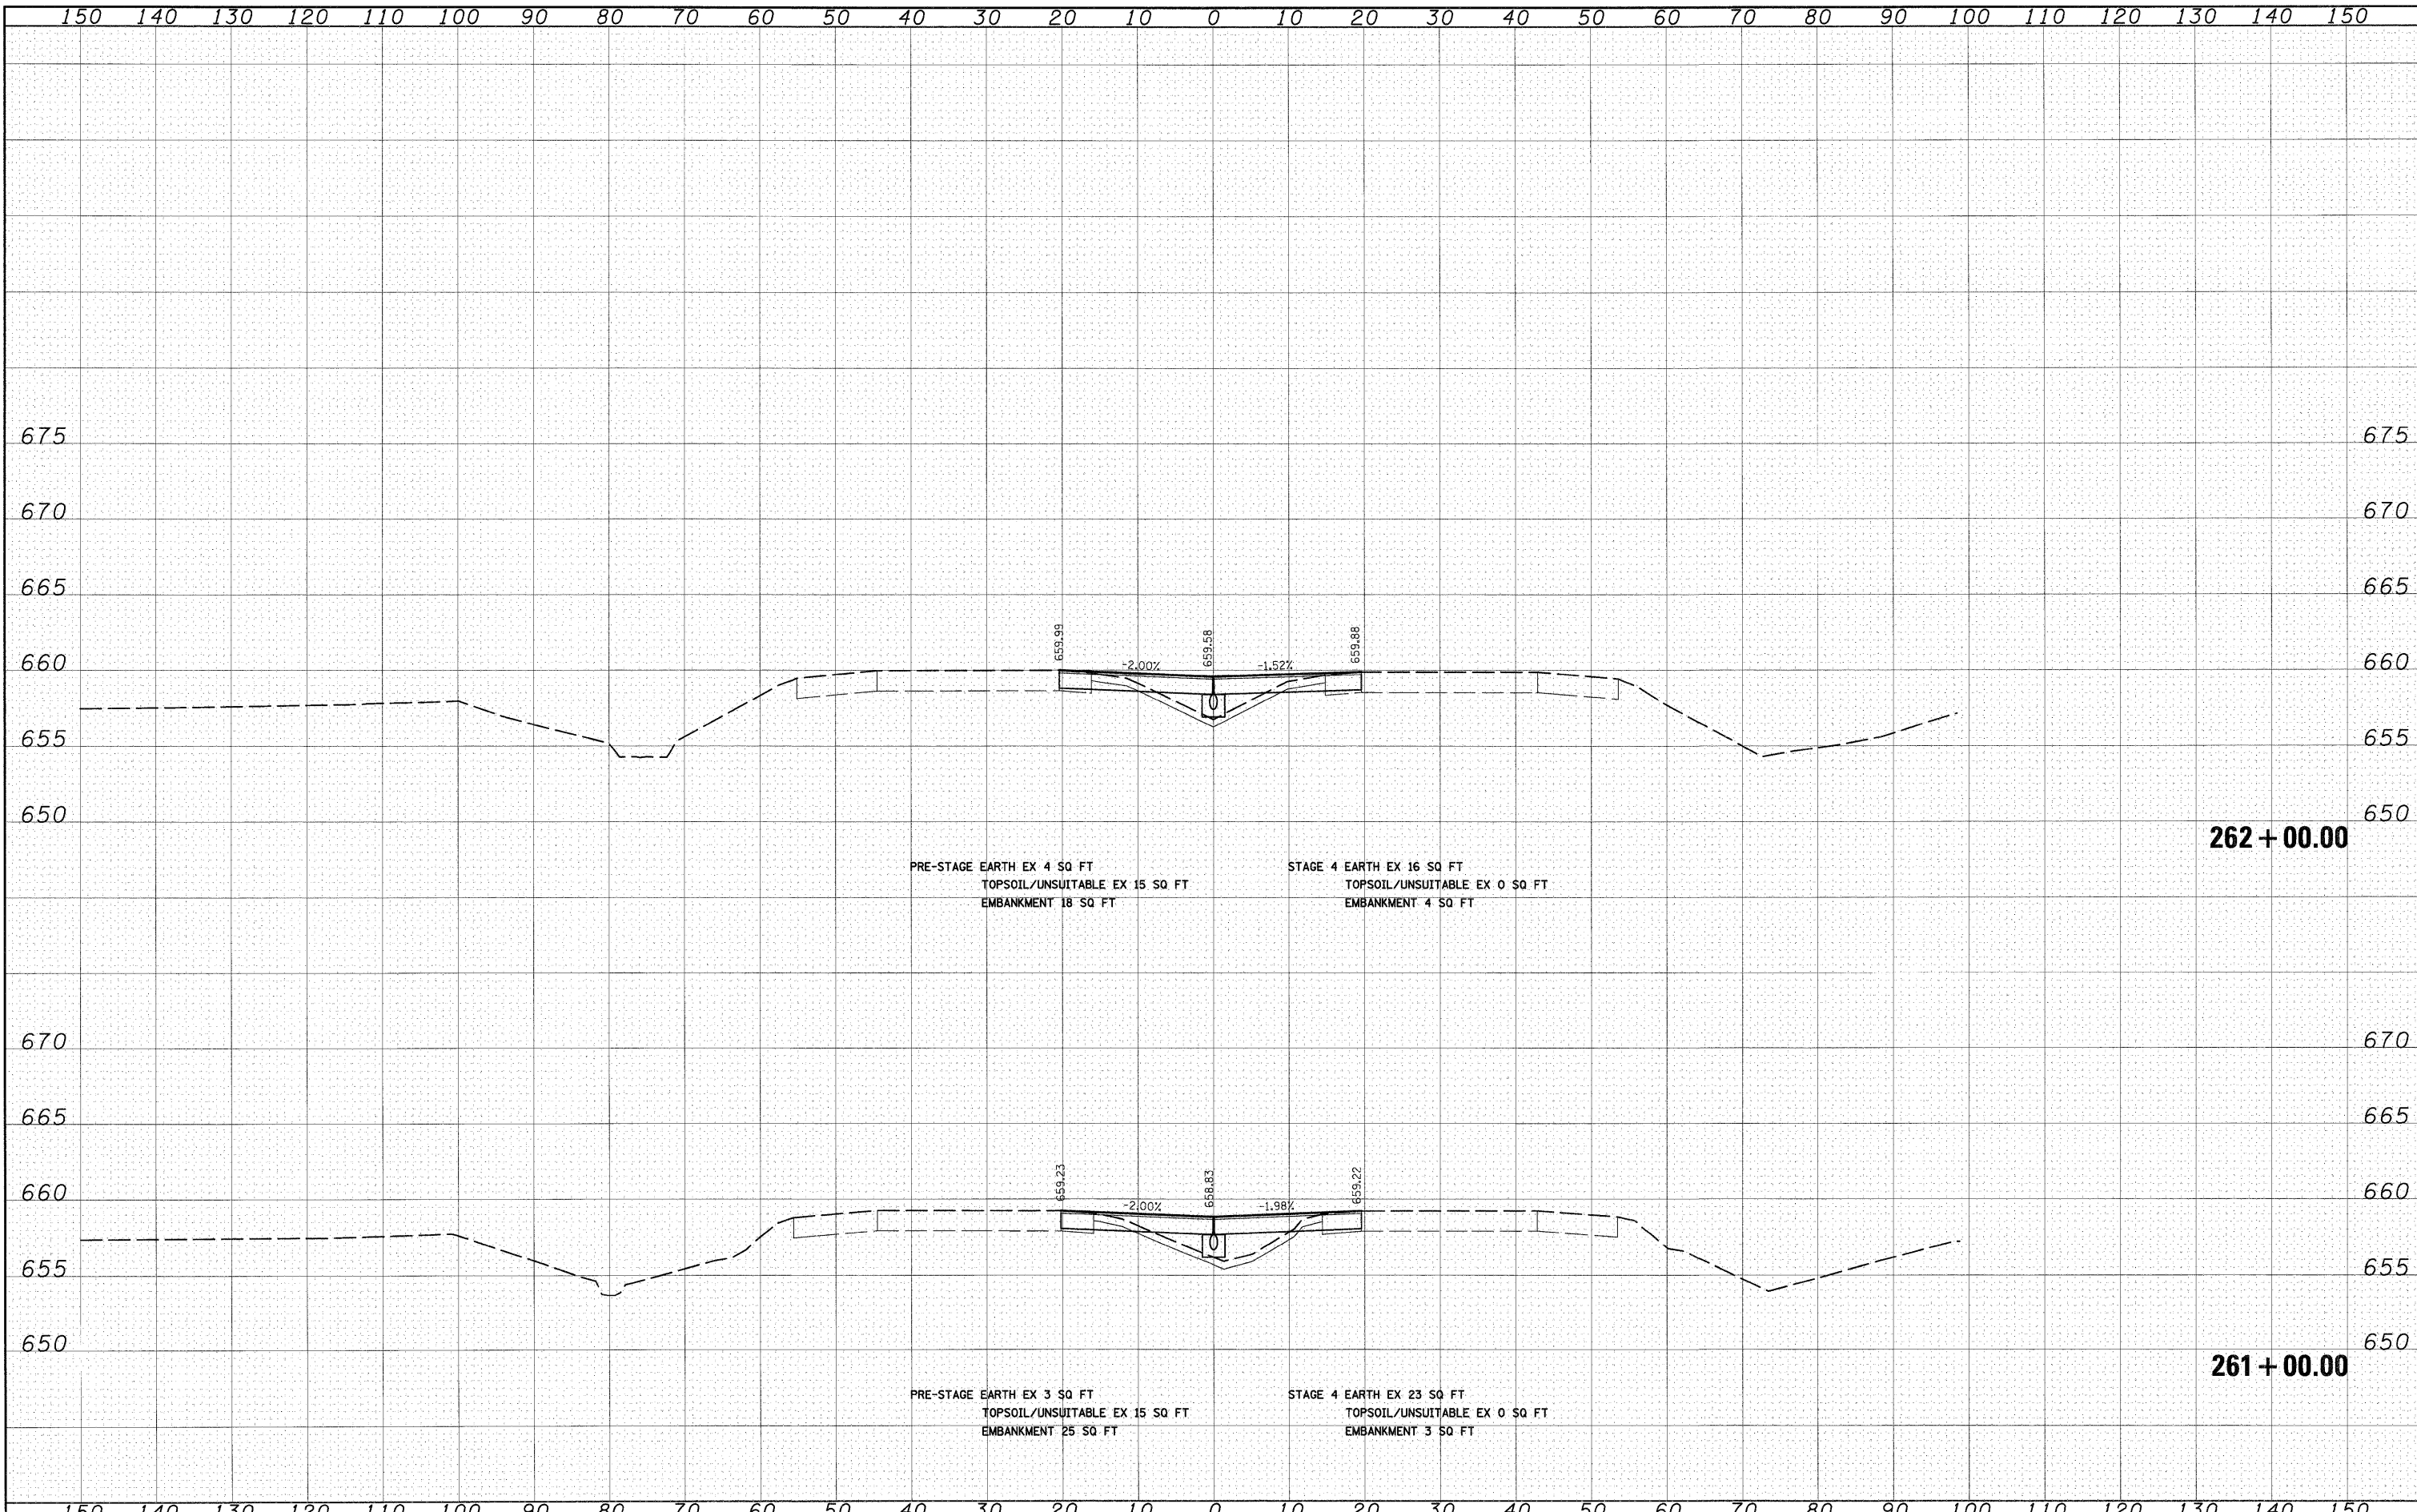 150 140 130 120 110 100 90 80 70 60 50 40 30 20 10 0 10 20 30 40 50 60 70 80 90 100 110 120 130 140 150
675 675
670 670
665 665
659.99 659.58 659.88
660 -2.00% -1.52% 660
655 655
650 650
262+00.00
PRE-STAGE EARTH EX 4 SQ FT STAGE 4 EARTH EX 16 SQ FT
TOPSOIL/UNSUITABLE EX 15 SQ FT TOPSOIL/UNSUITABLE EX 0 SQ FT
EMBANKMENT 18 SQ FT EMBANKMENT 4 SQ FT
670 670
665 665
659.23 658.83 659.22
660 -2.00% -1.98% 660
655 655
650 650
261+00.00
PRE-STAGE EARTH EX 3 SQ FT STAGE 4 EARTH EX 23 SQ FT
TOPSOIL/UNSUITABLE EX 15 SQ FT TOPSOIL/UNSUITABLE EX 0 SQ FT
EMBANKMENT 25 SQ FT EMBANKMENT 3 SQ FT
150 140 130 120 110 100 90 80 70 60 50 40 30 20 10 0 10 20 30 40 50 60 70 80 90 100 110 120 130 140 150